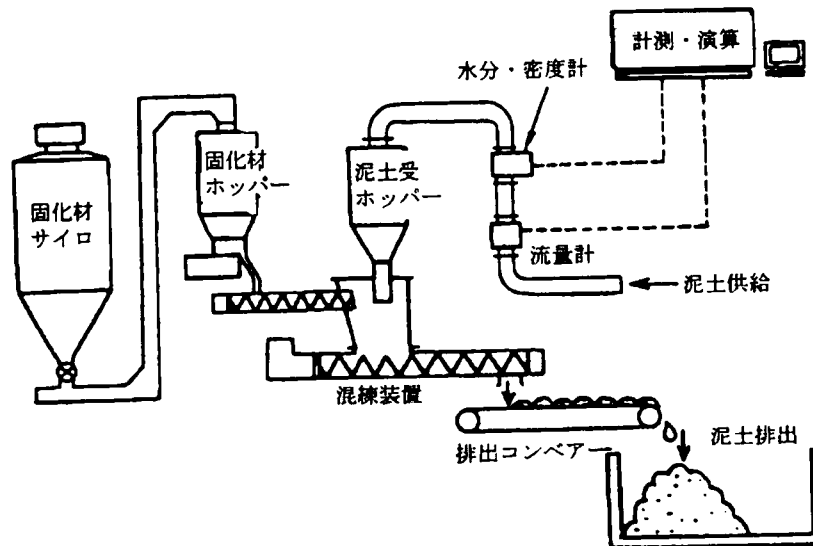 計測・演算
水分・密度計
固化材
ホッパー
泥土受
ホッパー
固化材
サイロ
流量計
泥土供給
混練装置
排出コンベアー
泥土排出